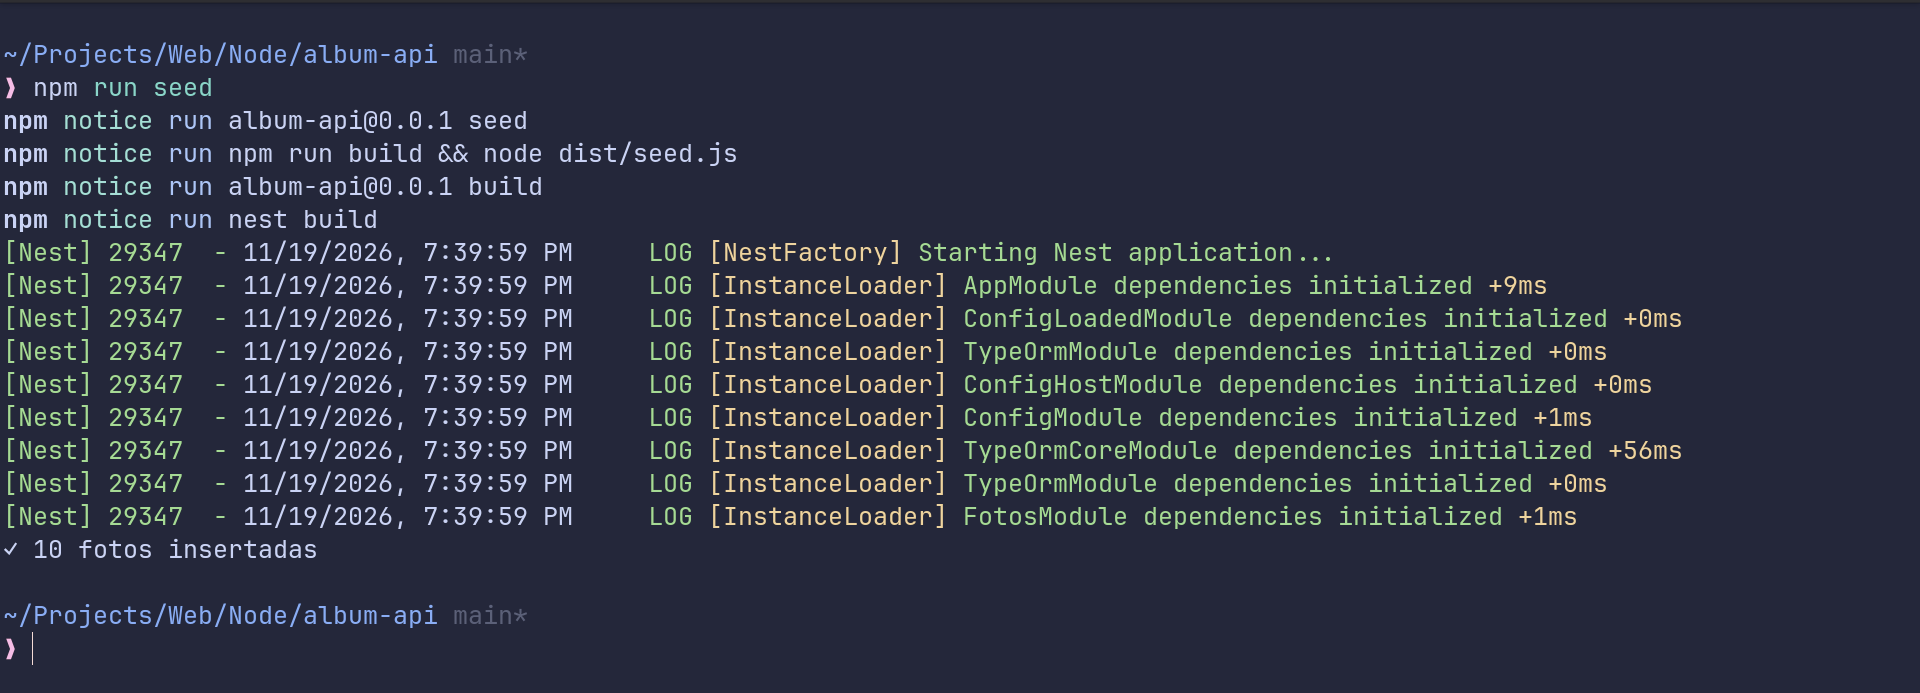 ~/Projects/Web/Node/album-api main*
❱ npm run seed
npm notice run album-api@0.0.1 seed
npm notice run npm run build && node dist/seed.js
npm notice run album-api@0.0.1 build
npm notice run nest build
[Nest] 29347  - 11/19/2026, 7:39:59 PM     LOG [NestFactory] Starting Nest application...
[Nest] 29347  - 11/19/2026, 7:39:59 PM     LOG [InstanceLoader] AppModule dependencies initialized +9ms
[Nest] 29347  - 11/19/2026, 7:39:59 PM     LOG [InstanceLoader] ConfigLoadedModule dependencies initialized +0ms
[Nest] 29347  - 11/19/2026, 7:39:59 PM     LOG [InstanceLoader] TypeOrmModule dependencies initialized +0ms
[Nest] 29347  - 11/19/2026, 7:39:59 PM     LOG [InstanceLoader] ConfigHostModule dependencies initialized +0ms
[Nest] 29347  - 11/19/2026, 7:39:59 PM     LOG [InstanceLoader] ConfigModule dependencies initialized +1ms
[Nest] 29347  - 11/19/2026, 7:39:59 PM     LOG [InstanceLoader] TypeOrmCoreModule dependencies initialized +56ms
[Nest] 29347  - 11/19/2026, 7:39:59 PM     LOG [InstanceLoader] TypeOrmModule dependencies initialized +0ms
[Nest] 29347  - 11/19/2026, 7:39:59 PM     LOG [InstanceLoader] FotosModule dependencies initialized +1ms
✓ 10 fotos insertadas
~/Projects/Web/Node/album-api main*
❱